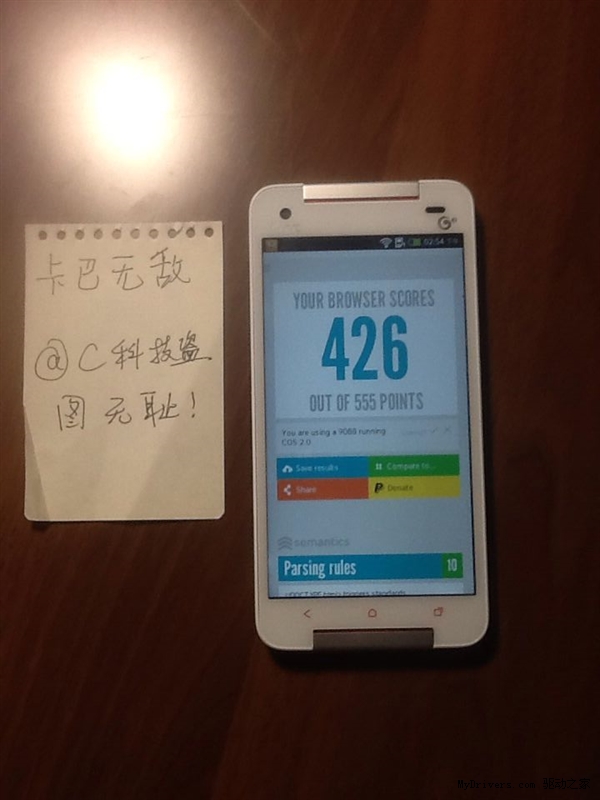 卡巴无敌
@C科技盗
图无耻!
02:54
YOUR BROWSER SCORES
426
OUT OF 555 POINTS
You are using a 9088 running
COS 2.0
Save results
Compare to...
Share
Donate
semantics
Parsing rules
10
MyDrivers.com 驱动之家